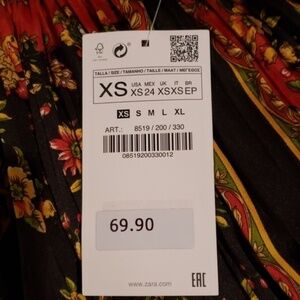 TALLA / SIZE / TAMANHO / TAILLE / MAAT / ΜΕΓΕΘΟΣ
USA MEX UK IT BR
XS XS 24 XS XS EP
XS S M L XL
ART.: 8519 / 200 / 330
08519200330012
69.90
www.zara.com
EAC